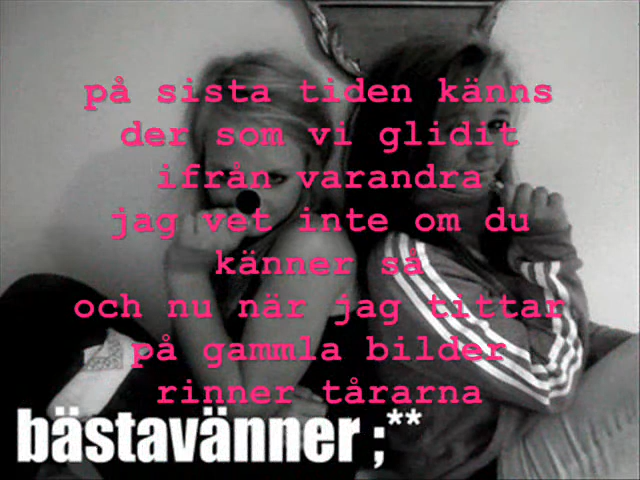 på sista tiden känns
der som vi glidit
ifrån varandra
jag vet inte om du
känner så
och nu när jag tittar
på gammla bilder
rinner tårarna
bästavänner ;**